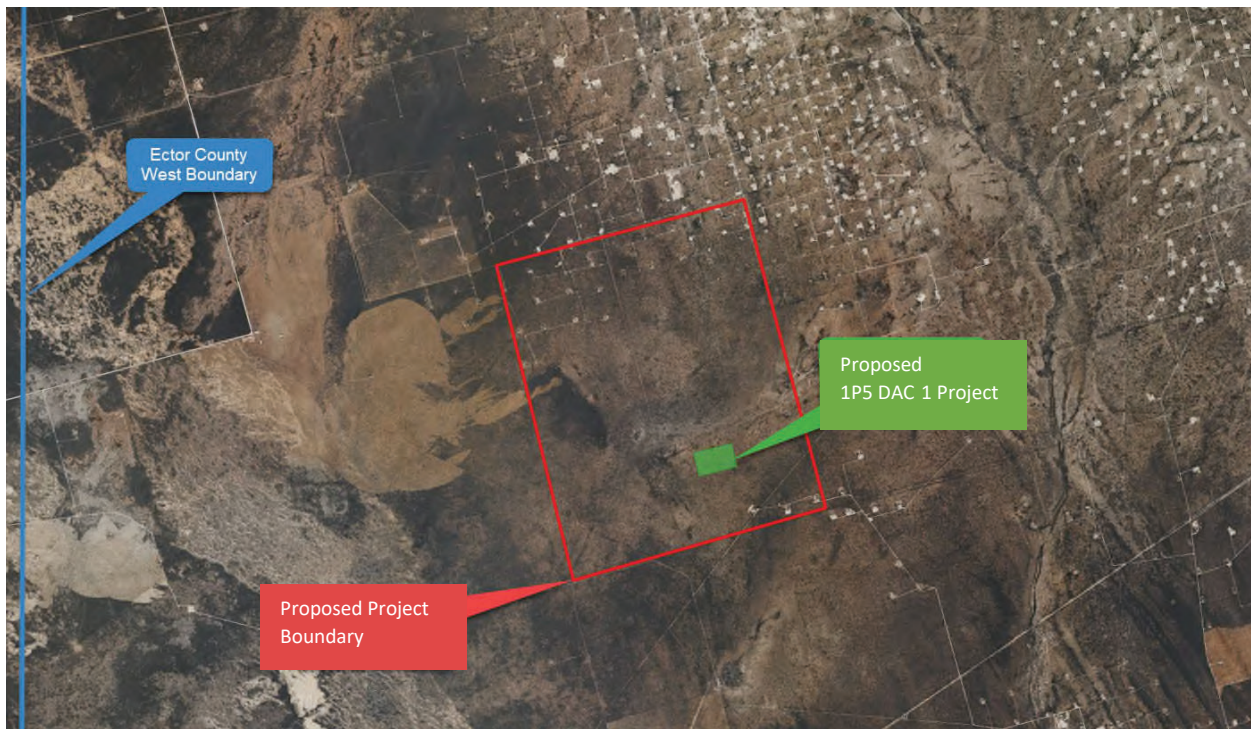 Ector County
West Boundary
Proposed
1P5 DAC 1 Project
Proposed Project
Boundary